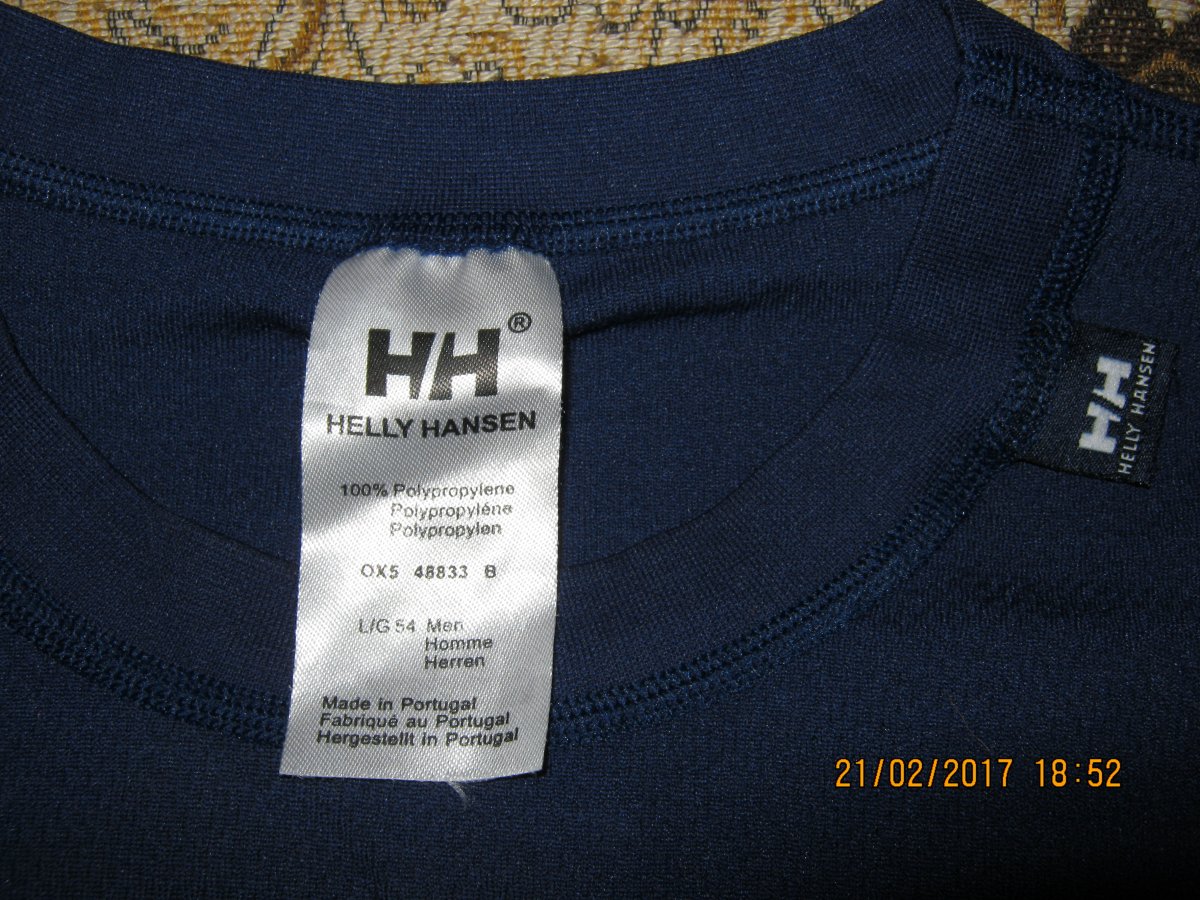 HH®
HELLY HANSEN
100% Polypropylene
Polypropylène
Polypropylen
OX5 48833 B
L/G 54 Men
Homme
Herren
Made in Portugal
Fabriqué au Portugal
Hergestellt in Portugal
HH
HELLY HANSEN
21/02/2017 18:52